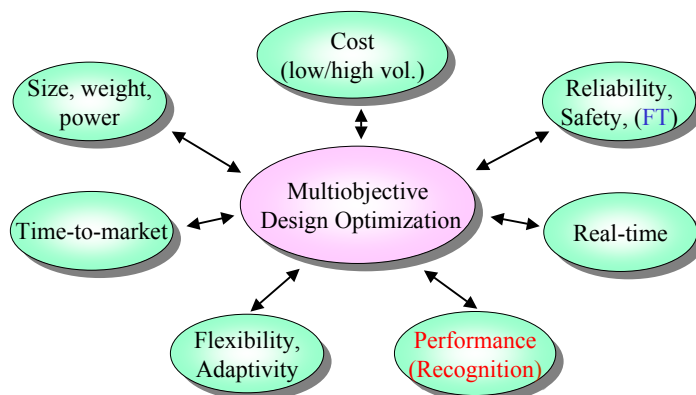 Cost
(low/high vol.)
Size, weight,
power
Reliability,
Safety, (FT)
Multiobjective
Design Optimization
Time-to-market
Real-time
Flexibility,
Adaptivity
Performance
(Recognition)